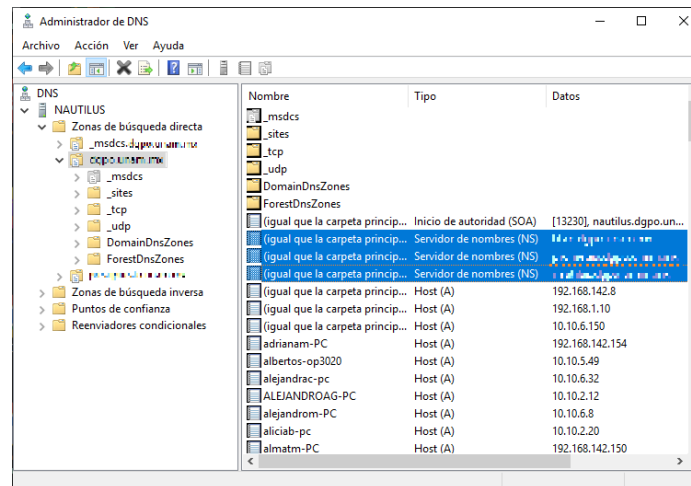 Administrador de DNS
Archivo Acción Ver Ayuda
DNS
NAUTILUS
Zonas de búsqueda directa
_msdcs.
_msdcs
_sites
_tcp
_udp
DomainDnsZones
ForestDnsZones
Zonas de búsqueda inversa
Puntos de confianza
Reenviadores condicionales
Nombre Tipo Datos
_msdcs
_sites
_tcp
_udp
DomainDnsZones
ForestDnsZones
(igual que la carpeta princip... Inicio de autoridad (SOA) [13230], nautilus.dgpo.un...
(igual que la carpeta princip... Servidor de nombres (NS)
(igual que la carpeta princip... Servidor de nombres (NS)
(igual que la carpeta princip... Servidor de nombres (NS)
(igual que la carpeta princip... Host (A) 192.168.142.8
(igual que la carpeta princip... Host (A) 192.168.1.10
(igual que la carpeta princip... Host (A) 10.10.6.150
adrianam-PC Host (A) 192.168.142.154
albertos-op3020 Host (A) 10.10.5.49
alejandrac-pc Host (A) 10.10.6.32
ALEJANDROAG-PC Host (A) 10.10.2.12
alejandrom-PC Host (A) 10.10.6.8
aliciab-pc Host (A) 10.10.2.20
almatm-PC Host (A) 192.168.142.150